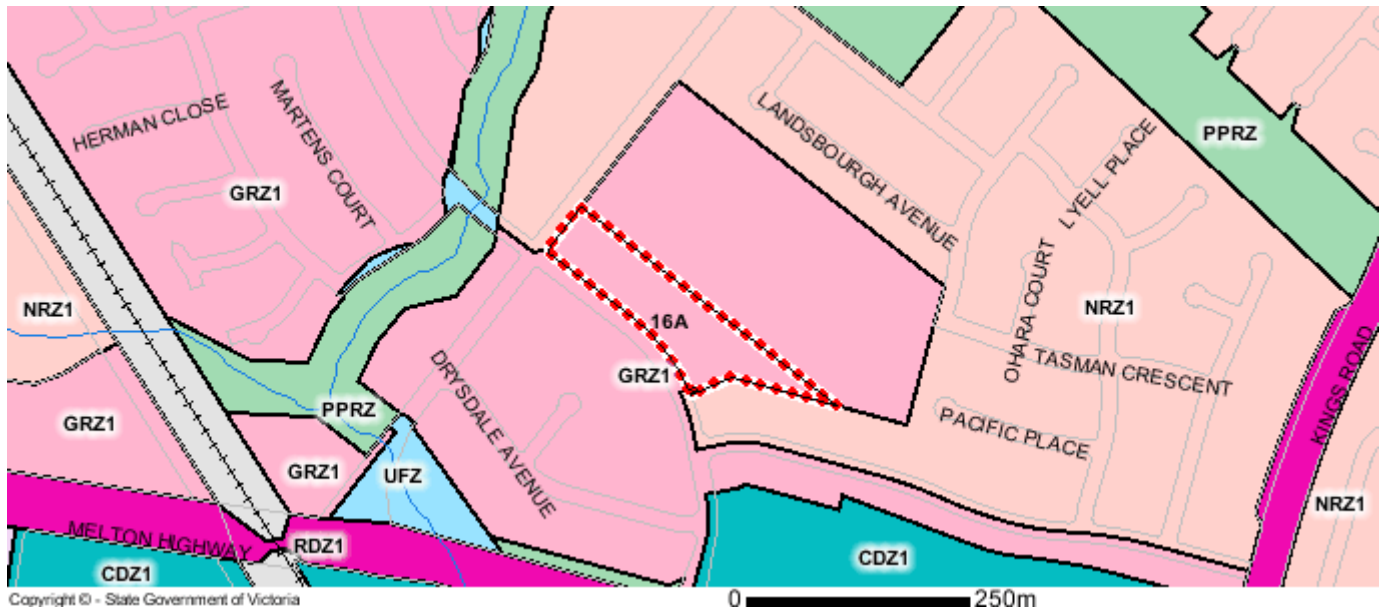 HERMAN CLOSE
MARTENS COURT
LANDSBOURGH AVENUE
LYELL PLACE
PPRZ
GRZ1
NRZ1
OHARA COURT
NRZ1
16A
TASMAN CRESCENT
KINGS ROAD
DRYSDALE AVENUE
GRZ1
PPRZ
GRZ1
PACIFIC PLACE
GRZ1
UFZ
NRZ1
MELTON HIGHWAY
RDZ1
CDZ1
CDZ1
Copyright © - State Government of Victoria
0 250m